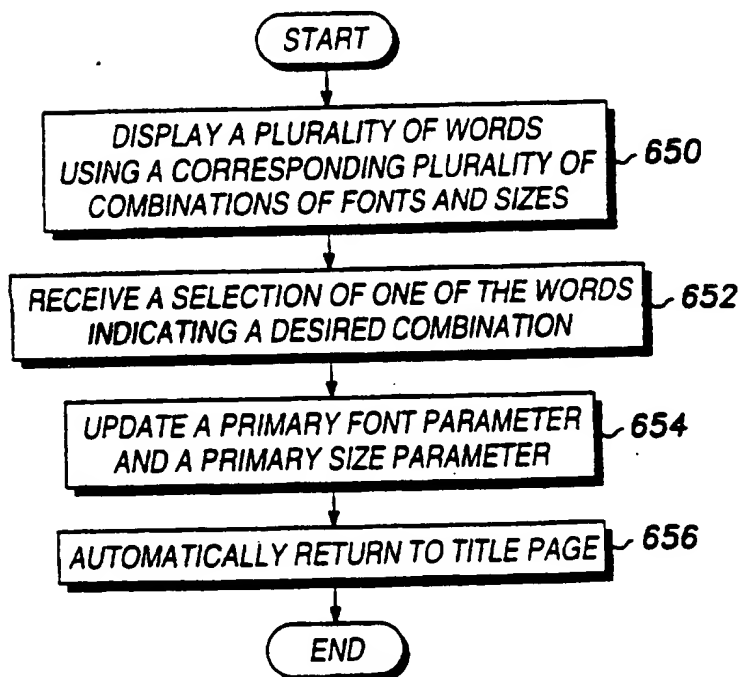 START
DISPLAY A PLURALITY OF WORDS
USING A CORRESPONDING PLURALITY OF
COMBINATIONS OF FONTS AND SIZES
650
RECEIVE A SELECTION OF ONE OF THE WORDS
INDICATING A DESIRED COMBINATION
652
UPDATE A PRIMARY FONT PARAMETER
AND A PRIMARY SIZE PARAMETER
654
AUTOMATICALLY RETURN TO TITLE PAGE
656
END